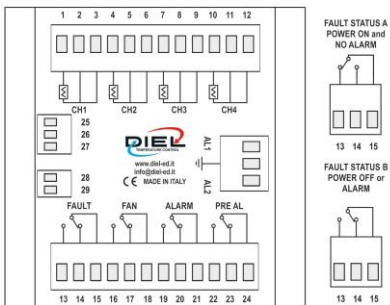 1 2 3 4 5 6 7 8 9 10 11 12
CH1 CH2 CH3 CH4
25
26
27
28
29
DIEL
TEMPERATURE CONTROL
www.diel-ed.it
info@diel-ed.it
CE MADE IN ITALY
AL1
AL2
FAULT FAN ALARM PRE AL
13 14 15 16 17 18 19 20 21 22 23 24
FAULT STATUS A
POWER ON and
NO ALARM
13 14 15
FAULT STATUS B
POWER OFF or
ALARM
13 14 15